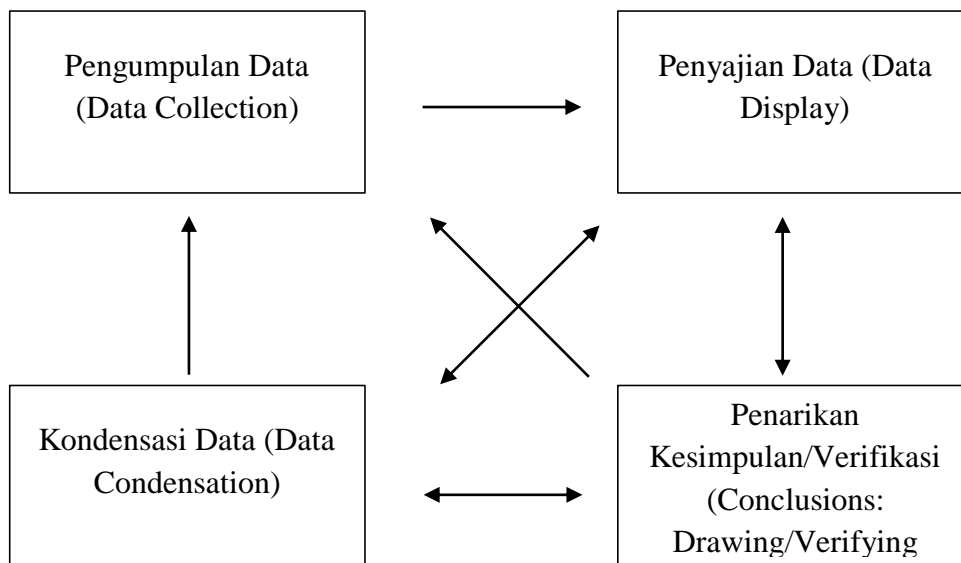 Pengumpulan Data
(Data Collection)
Penyajian Data (Data
Display)
Kondensasi Data (Data
Condensation)
Penarikan
Kesimpulan/Verifikasi
(Conclusions:
Drawing/Verifying